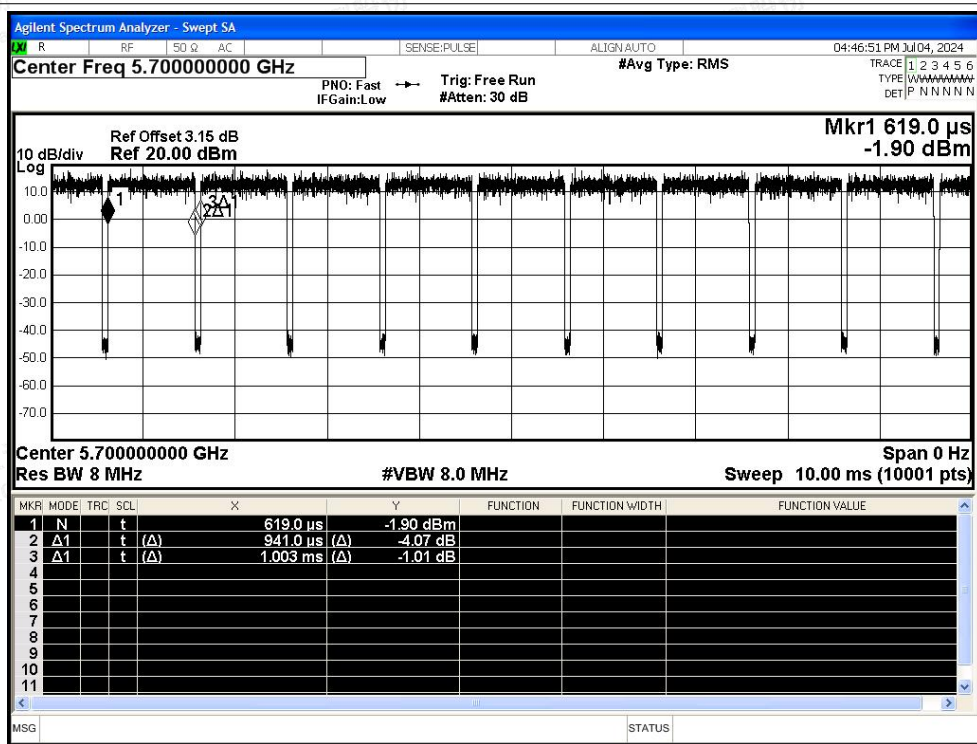 Agilent Spectrum Analyzer - Swept SA
LXI R RF 50 Ω AC SENSE:PULSE ALIGN AUTO 04:46:51 PM Jul 04, 2024
Center Freq 5.700000000 GHz #Avg Type: RMS TRACE 1 2 3 4 5 6
PNO: Fast Trig: Free Run TYPE WWWWWW
IFGain:Low #Atten: 30 dB DET P N N N N N
Mkr1 619.0 µs
Ref Offset 3.15 dB
10 dB/div Ref 20.00 dBm -1.90 dBm
Log
10.0
0.00
-10.0
-20.0
-30.0
-40.0
-50.0
-60.0
-70.0
1
3Δ1
2Δ1
Center 5.700000000 GHz Span 0 Hz
Res BW 8 MHz #VBW 8.0 MHz Sweep 10.00 ms (10001 pts)
MKR MODE TRC SCL X Y FUNCTION FUNCTION WIDTH FUNCTION VALUE
1 N t 619.0 µs -1.90 dBm
2 Δ1 t (Δ) 941.0 µs (Δ) -4.07 dB
3 Δ1 t (Δ) 1.003 ms (Δ) -1.01 dB
4
5
6
7
8
9
10
11
MSG STATUS